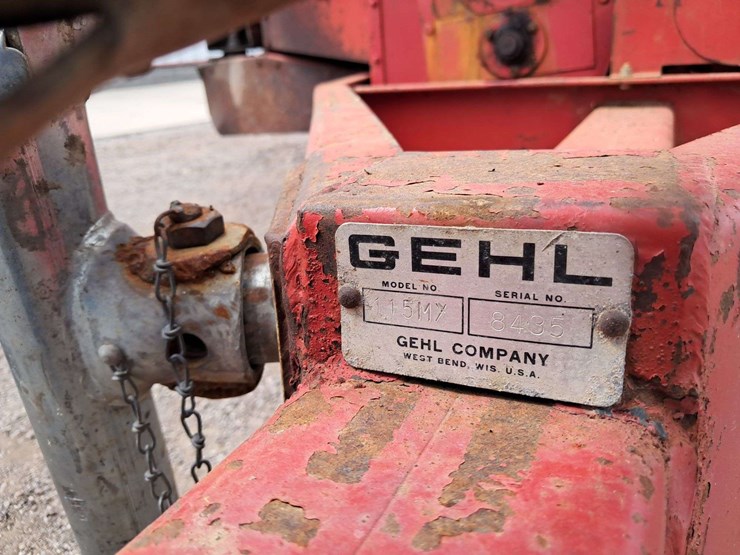 GEHL
MODEL NO. SERIAL NO.
115MX 8435
GEHL COMPANY
WEST BEND, WIS. U.S.A.